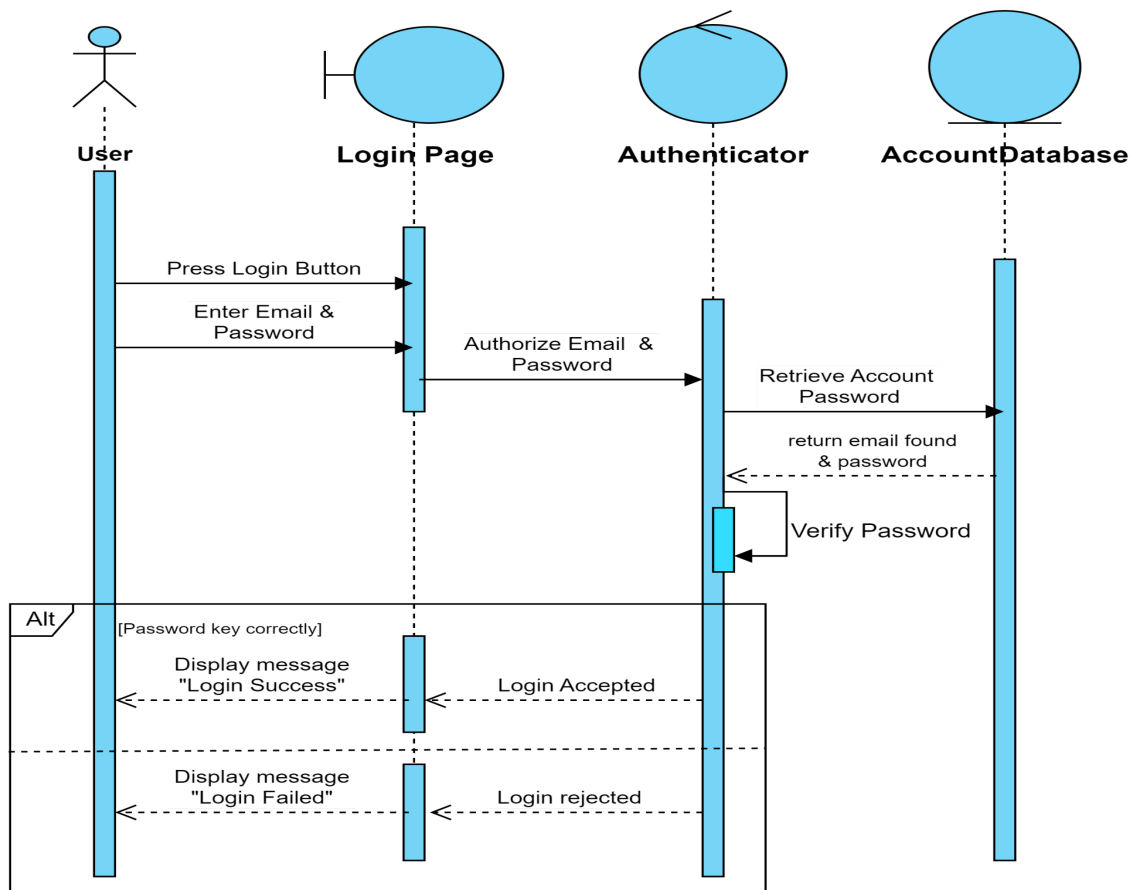 User
Login Page
Authenticator
AccountDatabase
Press Login Button
Enter Email &
Password
Authorize Email &
Password
Retrieve Account
Password
return email found
& password
Verify Password
Alt
[Password key correctly]
Display message
"Login Success"
Login Accepted
Display message
"Login Failed"
Login rejected